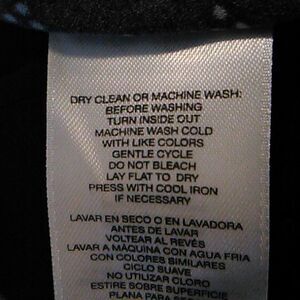 DRY CLEAN OR MACHINE WASH:
BEFORE WASHING
TURN INSIDE OUT
MACHINE WASH COLD
WITH LIKE COLORS
GENTLE CYCLE
DO NOT BLEACH
LAY FLAT TO DRY
PRESS WITH COOL IRON
IF NECESSARY
LAVAR EN SECO O EN LAVADORA
ANTES DE LAVAR
VOLTEAR AL REVÉS
LAVAR A MÁQUINA CON AGUA FRIA
CON COLORES SIMILARES
CICLO SUAVE
NO UTILIZAR CLORO
ESTIRE SOBRE SUPERFICIE
PLANA PARA